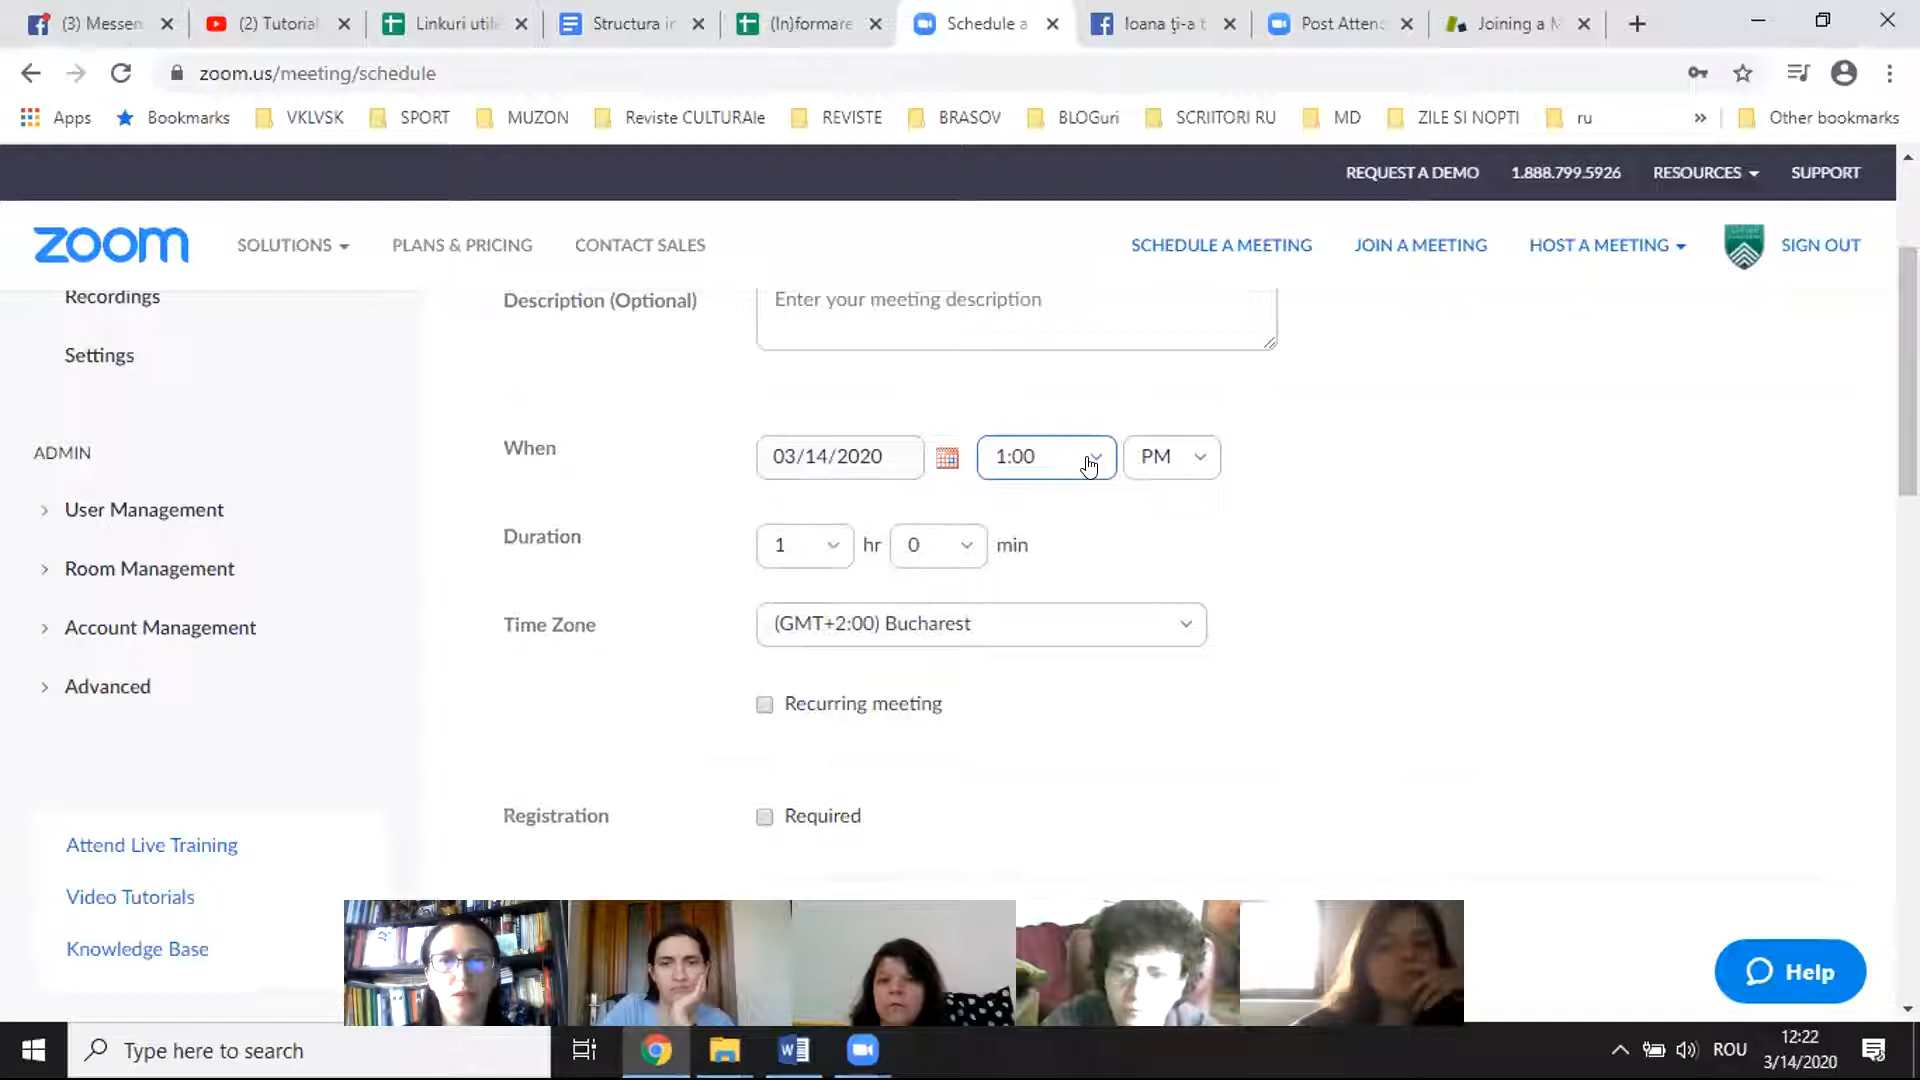 (3) Messen
(2) Tutorial
Linkuri utile
Structura in
(In)formare
Schedule a
Ioana ţi-a t
Post Attend
Joining a M
zoom.us/meeting/schedule
Apps
Bookmarks
VKLVSK
SPORT
MUZON
Reviste CULTURAle
REVISTE
BRASOV
BLOGuri
SCRIITORI RU
MD
ZILE SI NOPTI
ru
»
Other bookmarks
REQUEST A DEMO
1.888.799.5926
RESOURCES
SUPPORT
zoom
SOLUTIONS
PLANS & PRICING
CONTACT SALES
SCHEDULE A MEETING
JOIN A MEETING
HOST A MEETING
SIGN OUT
Recordings
Settings
ADMIN
User Management
Room Management
Account Management
Advanced
Attend Live Training
Video Tutorials
Knowledge Base
Description (Optional)
Enter your meeting description
When
03/14/2020
1:00
PM
Duration
1
hr
0
min
Time Zone
(GMT+2:00) Bucharest
Recurring meeting
Registration
Required
Help
Type here to search
ROU
12:22
3/14/2020